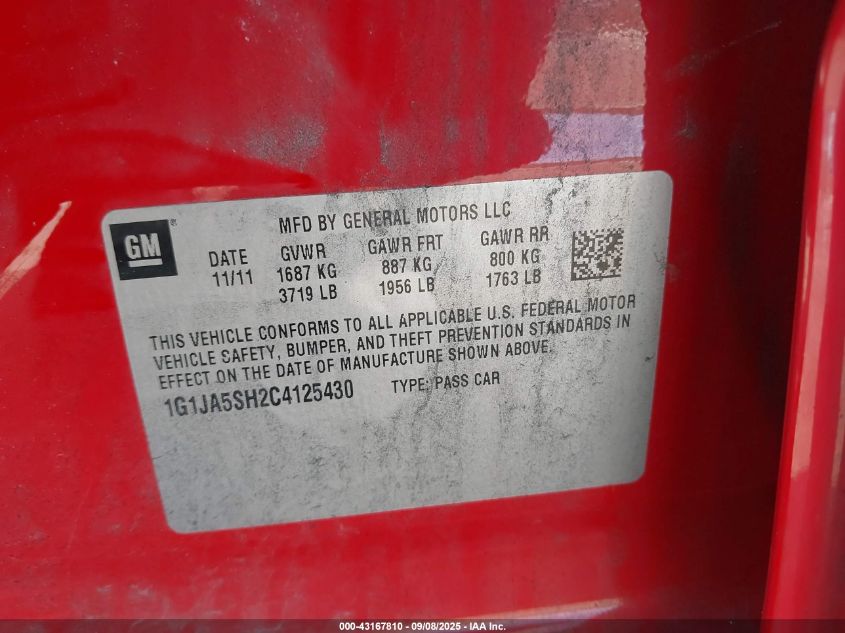 MFD BY GENERAL MOTORS LLC
GM®
DATE GVWR GAWR FRT GAWR RR
11/11 1687 KG 887 KG 800 KG
3719 LB 1956 LB 1763 LB
THIS VEHICLE CONFORMS TO ALL APPLICABLE U.S. FEDERAL MOTOR
VEHICLE SAFETY, BUMPER, AND THEFT PREVENTION STANDARDS IN
EFFECT ON THE DATE OF MANUFACTURE SHOWN ABOVE.
1G1JA5SH2C4125430 TYPE: PASS CAR
000-43167810 - 09/08/2025 - IAA Inc.